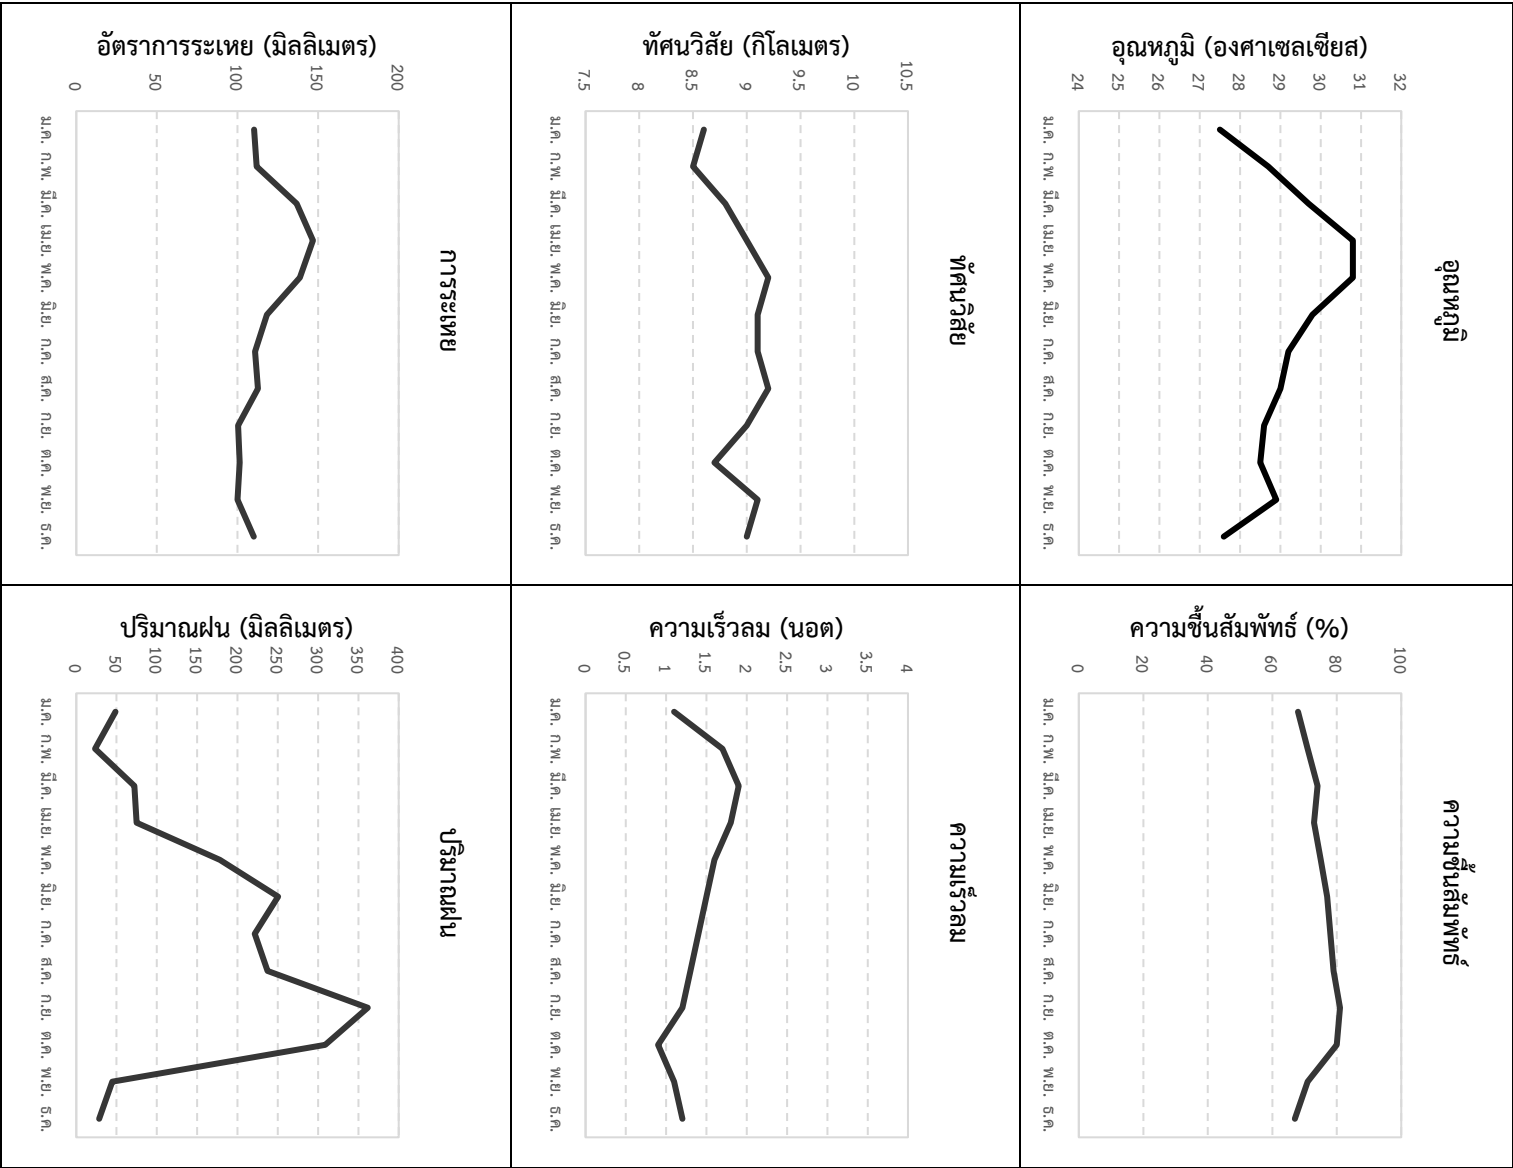 อุณหภูมิ
อุณหภูมิ (องศาเซลเซียส)
32
31
30
29
28
27
26
25
24
ม.ค. ก.พ. มี.ค. เม.ย. พ.ค. มิ.ย. ก.ค. ส.ค. ก.ย. ต.ค. พ.ย. ธ.ค.
ความชื้นสัมพัทธ์
ความชื้นสัมพัทธ์ (%)
100
80
60
40
20
0
ม.ค. ก.พ. มี.ค. เม.ย. พ.ค. มิ.ย. ก.ค. ส.ค. ก.ย. ต.ค. พ.ย. ธ.ค.
ทัศนวิสัย
ทัศนวิสัย (กิโลเมตร)
10.5
10
9.5
9
8.5
8
7.5
ม.ค. ก.พ. มี.ค. เม.ย. พ.ค. มิ.ย. ก.ค. ส.ค. ก.ย. ต.ค. พ.ย. ธ.ค.
ความเร็วลม
ความเร็วลม (นอต)
4
3.5
3
2.5
2
1.5
1
0.5
0
ม.ค. ก.พ. มี.ค. เม.ย. พ.ค. มิ.ย. ก.ค. ส.ค. ก.ย. ต.ค. พ.ย. ธ.ค.
การระเหย
อัตราการระเหย (มิลลิเมตร)
200
150
100
50
0
ม.ค. ก.พ. มี.ค. เม.ย. พ.ค. มิ.ย. ก.ค. ส.ค. ก.ย. ต.ค. พ.ย. ธ.ค.
ปริมาณฝน
ปริมาณฝน (มิลลิเมตร)
400
350
300
250
200
150
100
50
0
ม.ค. ก.พ. มี.ค. เม.ย. พ.ค. มิ.ย. ก.ค. ส.ค. ก.ย. ต.ค. พ.ย. ธ.ค.